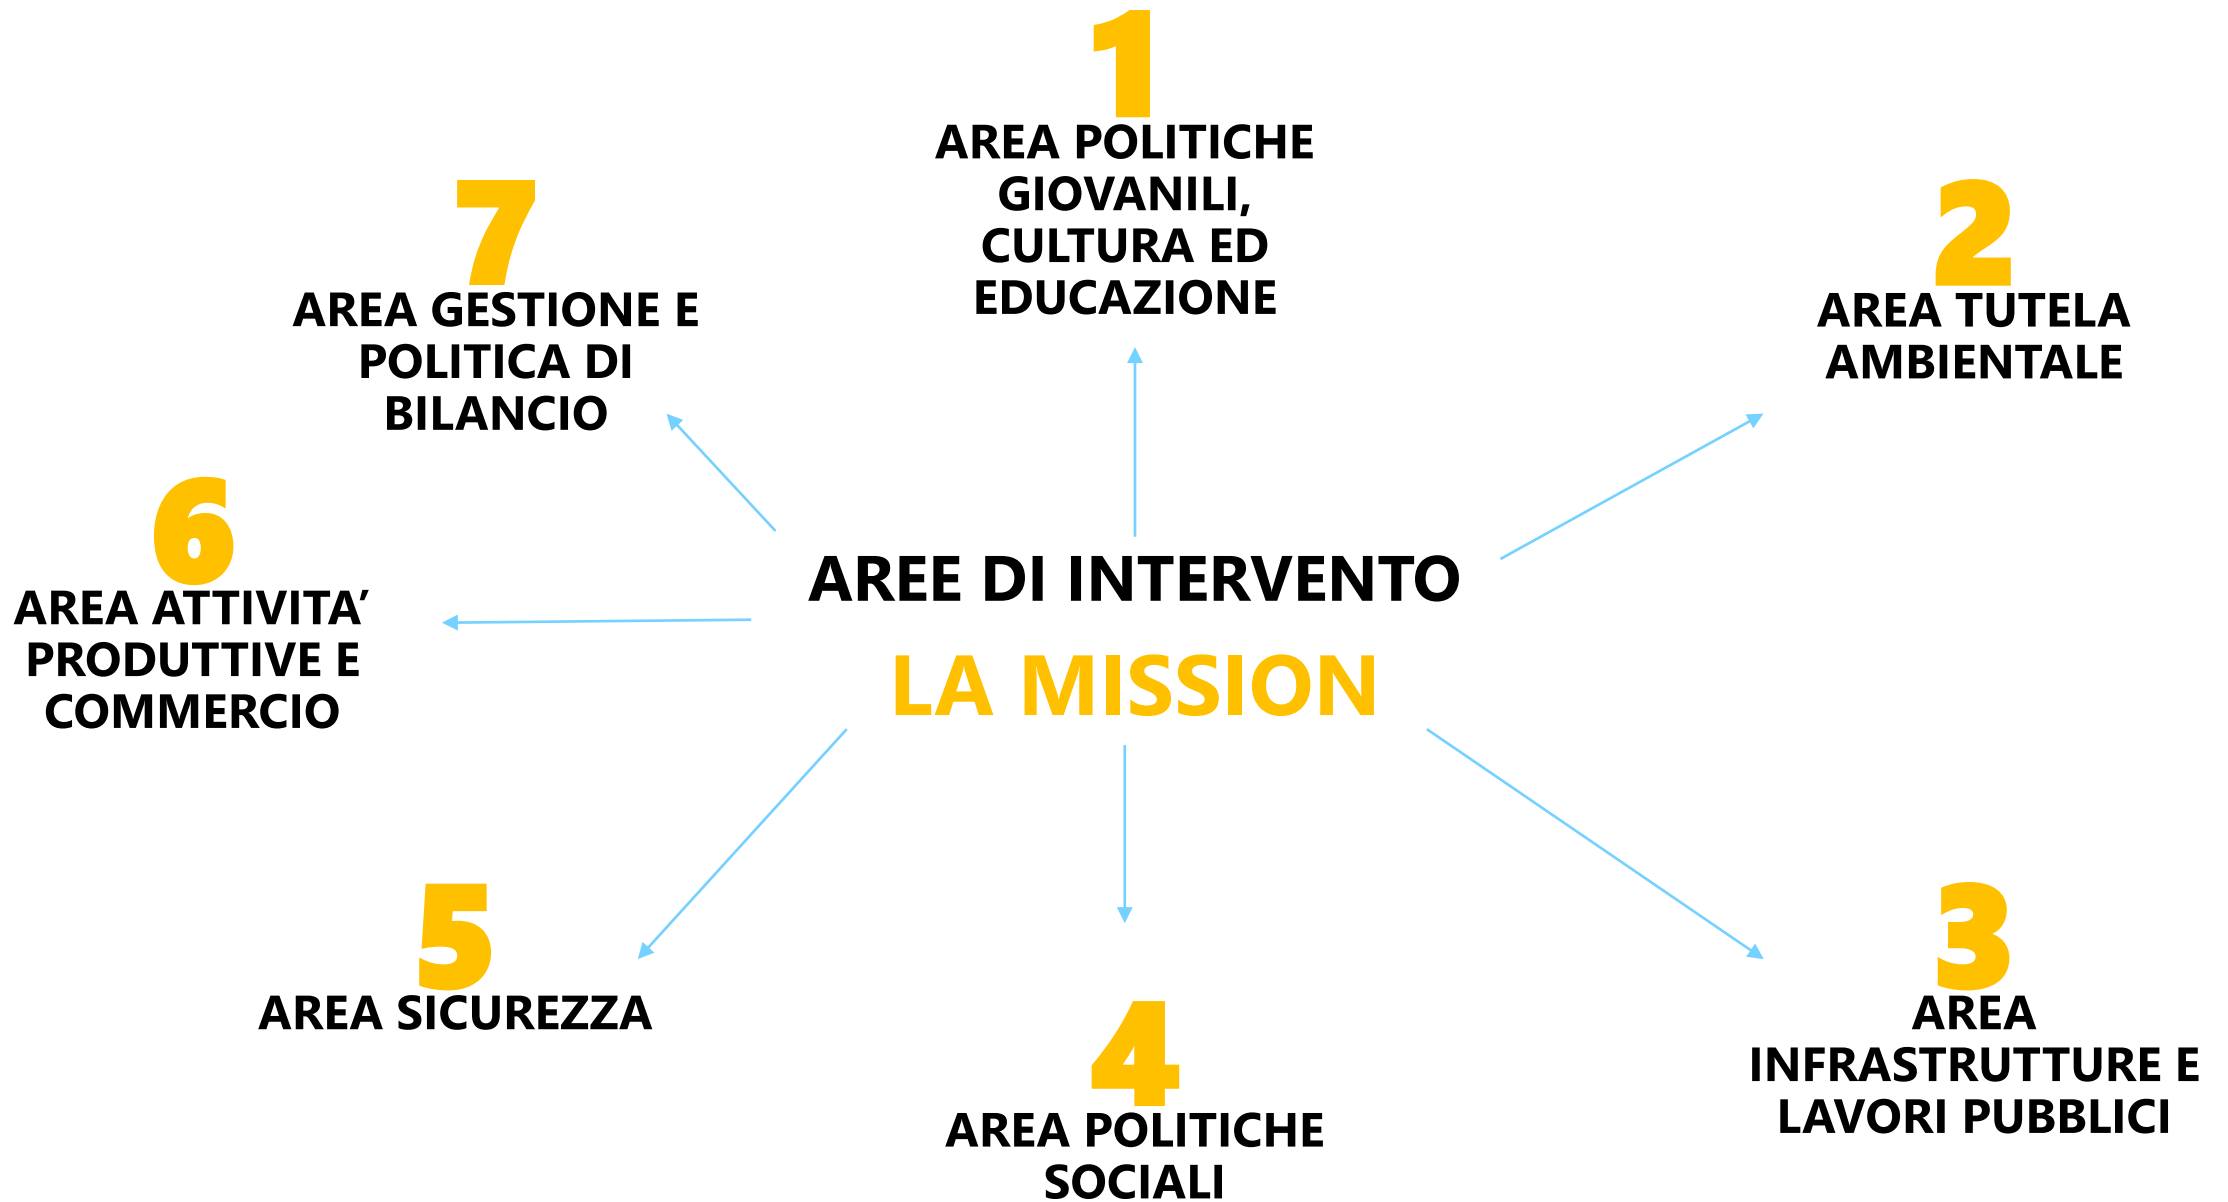 1
AREA POLITICHE
GIOVANILI,
CULTURA ED
EDUCAZIONE
2
AREA TUTELA
AMBIENTALE
7
AREA GESTIONE E
POLITICA DI
BILANCIO
6
AREA ATTIVITA’
PRODUTTIVE E
COMMERCIO
AREE DI INTERVENTO
LA MISSION
5
AREA SICUREZZA
4
AREA POLITICHE
SOCIALI
3
AREA
INFRASTRUTTURE E
LAVORI PUBBLICI